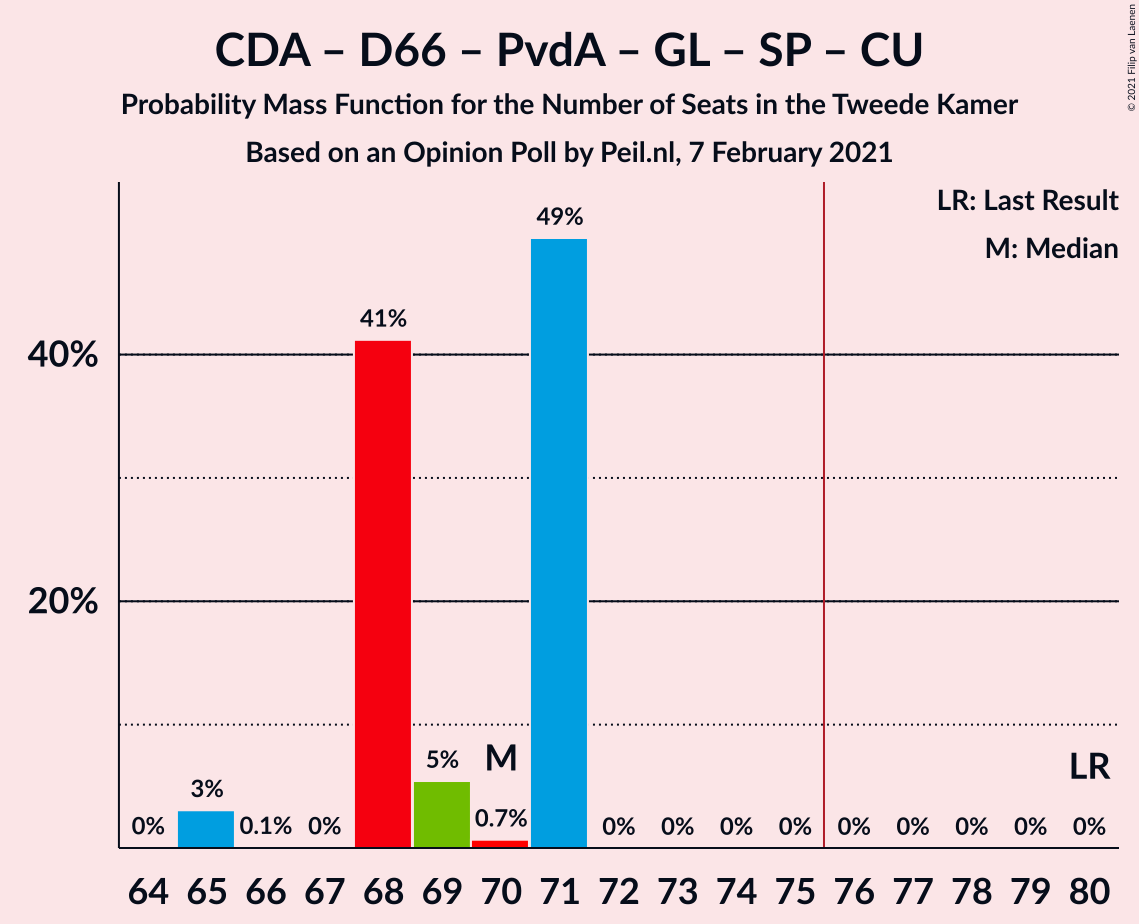 CDA – D66 – PvdA – GL – SP – CU
Probability Mass Function for the Number of Seats in the Tweede Kamer
Based on an Opinion Poll by Peil.nl, 7 February 2021
© 2021 Filip van Laenen
LR: Last Result
M: Median
49%
41%
40%
20%
5%
M
LR
3%
0% 0.1% 0% 0.7% 0% 0% 0% 0% 0% 0% 0% 0% 0%
64 65 66 67 68 69 70 71 72 73 74 75 76 77 78 79 80